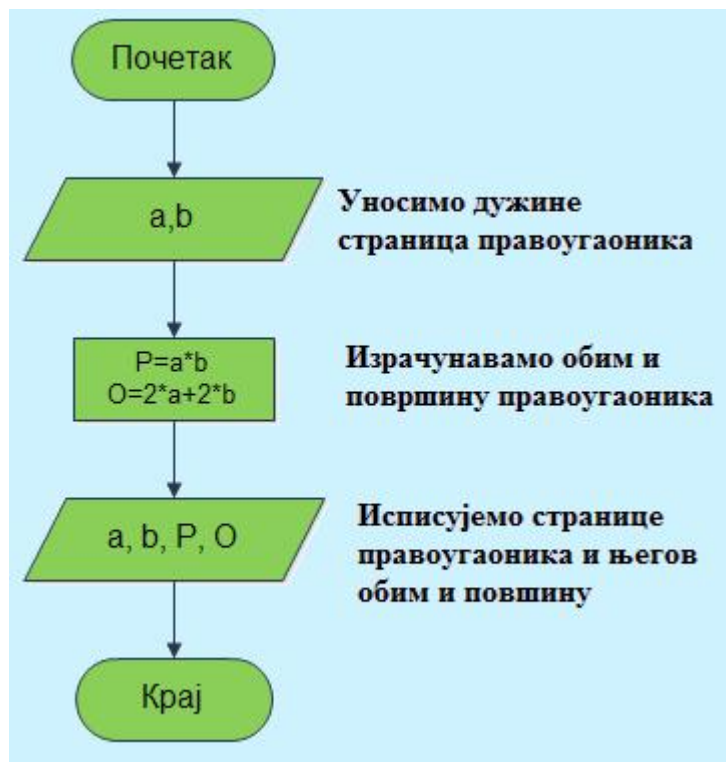 Почетак
a,b
Уносимо дужине
страница правоугаоника
P=a*b
O=2*a+2*b
Израчунавамо обим и
површину правоугаоника
a, b, P, O
Исписујемо странице
правоугаоника и његов
обим и повшину
Крај